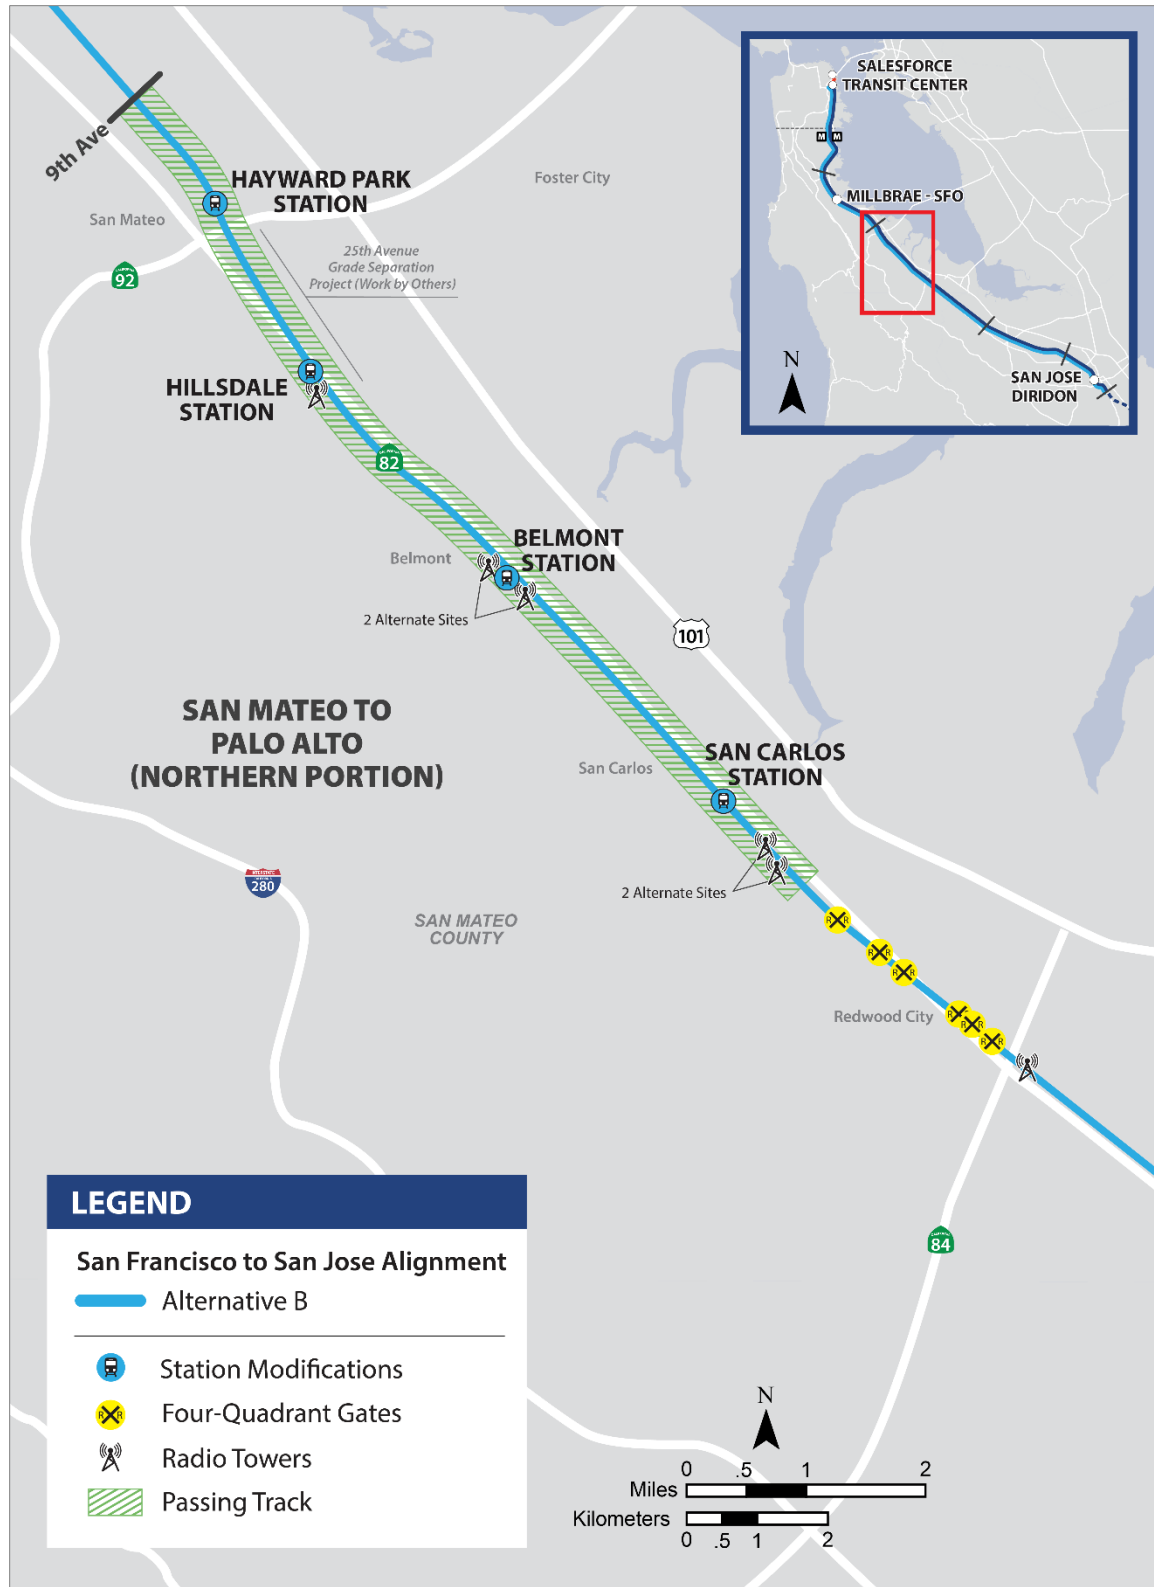 SALESFORCE
TRANSIT CENTER
M M
MILLBRAE - SFO
N
SAN JOSE
DIRIDON
9th Ave
HAYWARD PARK
STATION
Foster City
San Mateo
92
25th Avenue
Grade Separation
Project (Work by Others)
HILLSDALE
STATION
82
BELMONT
STATION
Belmont
2 Alternate Sites
101
SAN MATEO TO
PALO ALTO
(NORTHERN PORTION)
SAN CARLOS
STATION
San Carlos
2 Alternate Sites
INTERSTATE
280
SAN MATEO
COUNTY
R R
R R
R R
Redwood City
R
R R
R R
84
LEGEND
San Francisco to San Jose Alignment
Alternative B
Station Modifications
R R
Four-Quadrant Gates
Radio Towers
Passing Track
N
0 .5 1 2
Miles
Kilometers
0 .5 1 2